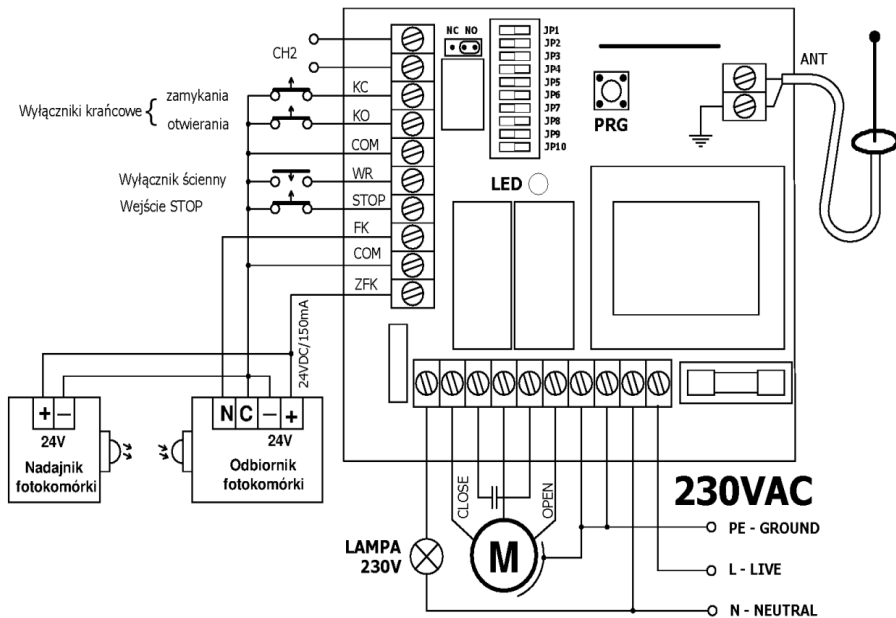 CH2
Wyłączniki krańcowe { zamykania
otwierania
KC
KO
COM
Wyłącznik ścienny
WR
Wejście STOP
STOP
FK
COM
ZFK
24VDC/150mA
NC NO
JP1
JP2
JP3
JP4
JP5
JP6
JP7
JP8
JP9
JP10
PRG
LED
ANT
+ −
24V
Nadajnik
fotokomórki
N C − +
24V
Odbiornik
fotokomórki
CLOSE
OPEN
M
LAMPA
230V
230VAC
PE - GROUND
L - LIVE
N - NEUTRAL